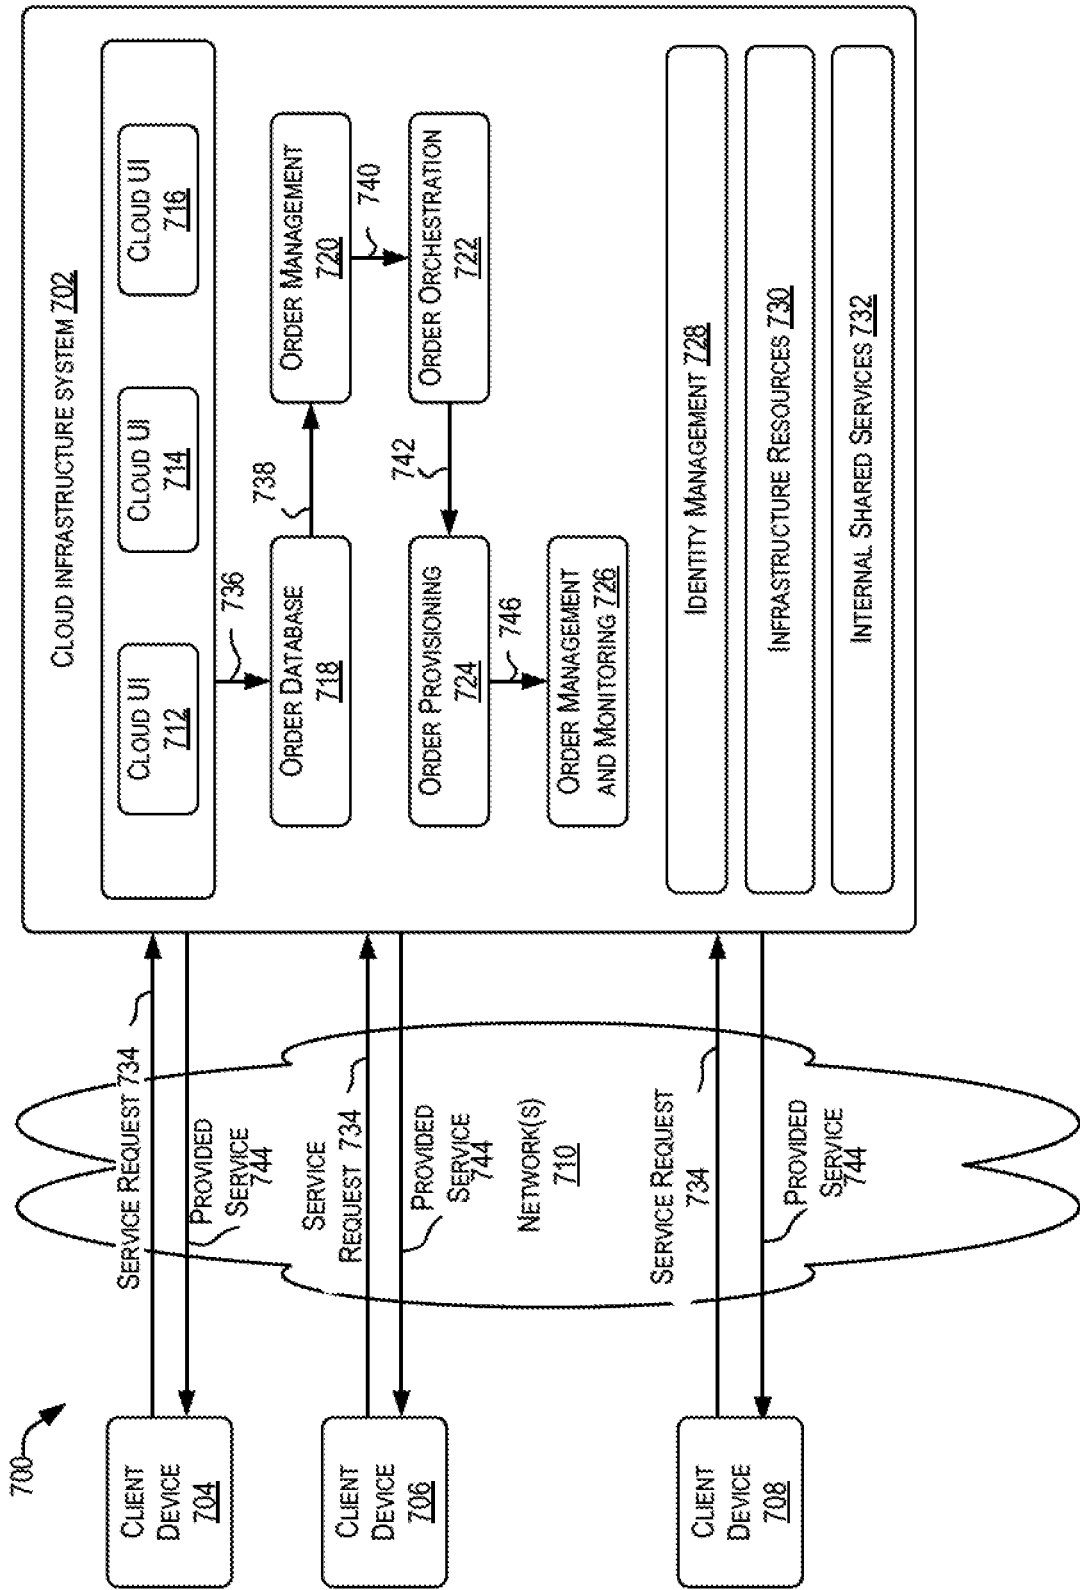 700
CLIENT
DEVICE
704
CLIENT
DEVICE
706
CLIENT
DEVICE
708
SERVICE REQUEST 734
PROVIDED
SERVICE
744
SERVICE
REQUEST 734
PROVIDED
SERVICE
744
NETWORK(S)
710
SERVICE REQUEST
734
PROVIDED
SERVICE
744
CLOUD INFRASTRUCTURE SYSTEM 702
CLOUD UI
712
CLOUD UI
714
CLOUD UI
716
736
ORDER DATABASE
718
738
ORDER MANAGEMENT
720
740
ORDER PROVISIONING
724
742
ORDER ORCHESTRATION
722
746
ORDER MANAGEMENT
AND MONITORING 726
IDENTITY MANAGEMENT 728
INFRASTRUCTURE RESOURCES 730
INTERNAL SHARED SERVICES 732